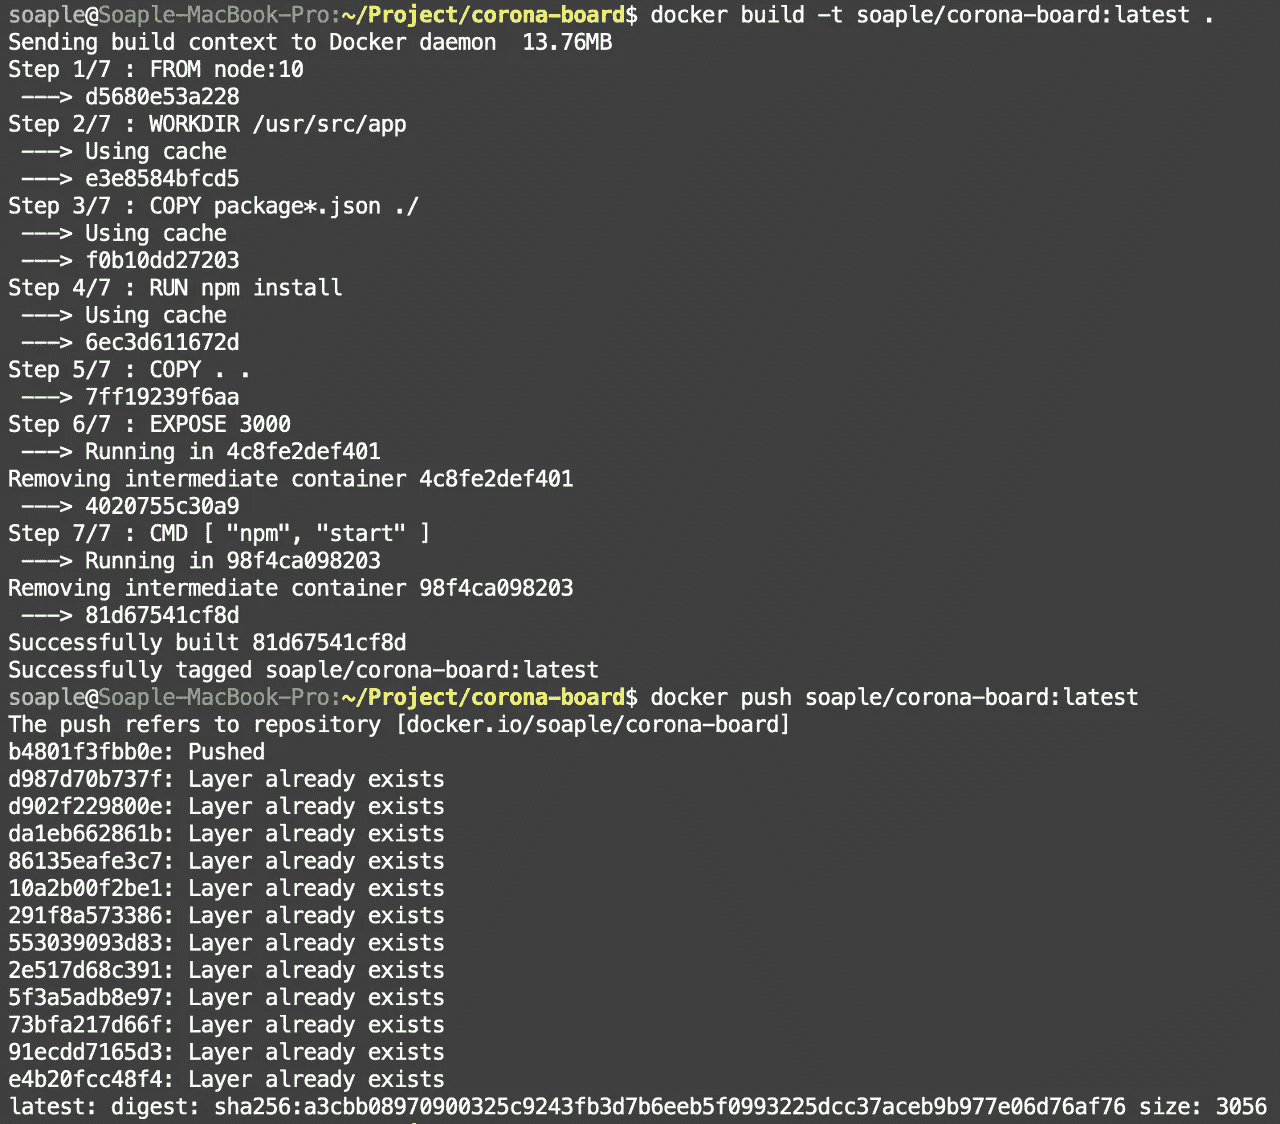 soaple@Soaple-MacBook-Pro:~/Project/corona-board$ docker build -t soaple/corona-board:latest .
Sending build context to Docker daemon  13.76MB
Step 1/7 : FROM node:10
 ---> d5680e53a228
Step 2/7 : WORKDIR /usr/src/app
 ---> Using cache
 ---> e3e8584bfcd5
Step 3/7 : COPY package*.json ./
 ---> Using cache
 ---> f0b10dd27203
Step 4/7 : RUN npm install
 ---> Using cache
 ---> 6ec3d611672d
Step 5/7 : COPY . .
 ---> 7ff19239f6aa
Step 6/7 : EXPOSE 3000
 ---> Running in 4c8fe2def401
Removing intermediate container 4c8fe2def401
 ---> 4020755c30a9
Step 7/7 : CMD [ "npm", "start" ]
 ---> Running in 98f4ca098203
Removing intermediate container 98f4ca098203
 ---> 81d67541cf8d
Successfully built 81d67541cf8d
Successfully tagged soaple/corona-board:latest
soaple@Soaple-MacBook-Pro:~/Project/corona-board$ docker push soaple/corona-board:latest
The push refers to repository [docker.io/soaple/corona-board]
b4801f3fbb0e: Pushed
d987d70b737f: Layer already exists
d902f229800e: Layer already exists
da1eb662861b: Layer already exists
86135eafe3c7: Layer already exists
10a2b00f2be1: Layer already exists
291f8a573386: Layer already exists
553039093d83: Layer already exists
2e517d68c391: Layer already exists
5f3a5adb8e97: Layer already exists
73bfa217d66f: Layer already exists
91ecdd7165d3: Layer already exists
e4b20fcc48f4: Layer already exists
latest: digest: sha256:a3cbb08970900325c9243fb3d7b6eeb5f0993225dcc37aceb9b977e06d76af76 size: 3056